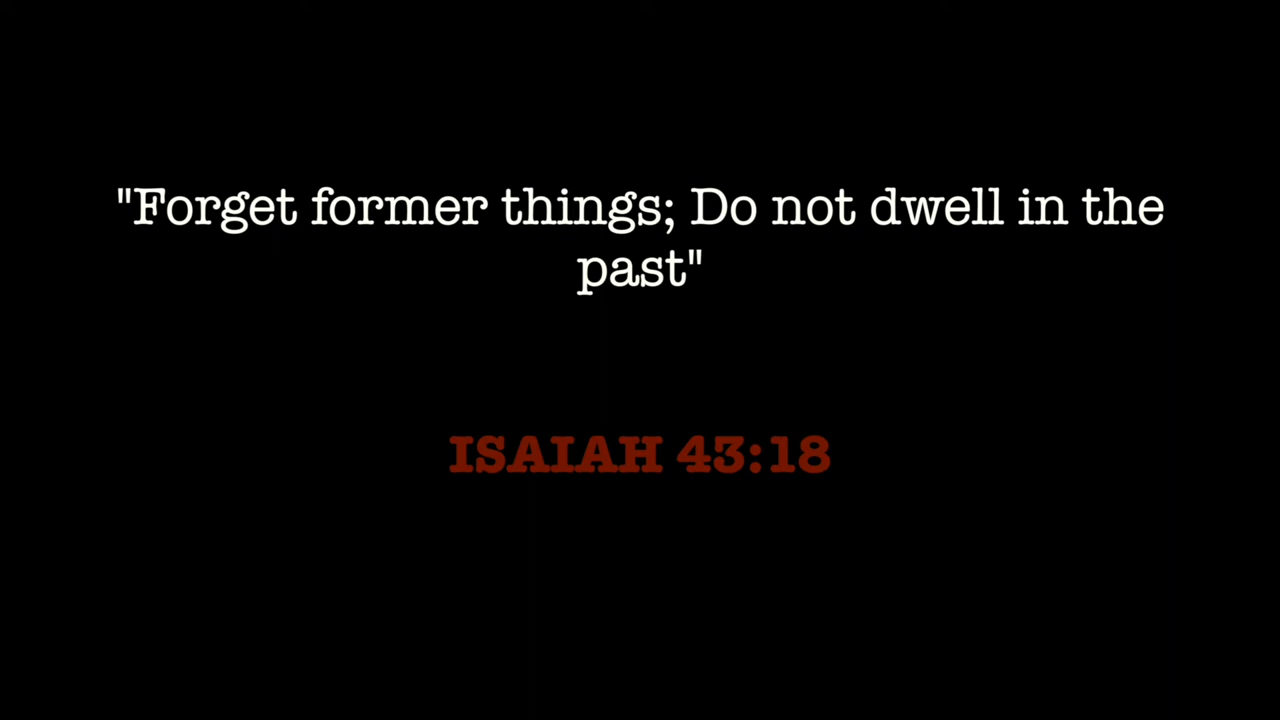 "Forget former things; Do not dwell in the
past"
ISAIAH 43:18